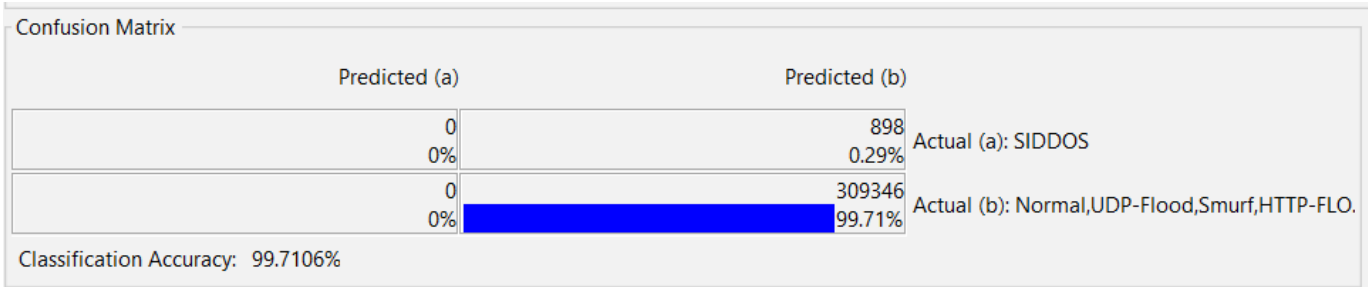 Confusion Matrix
Predicted (a) Predicted (b)
0 898 Actual (a): SIDDOS
0% 0.29%
0 309346 Actual (b): Normal,UDP-Flood,Smurf,HTTP-FLO.
0% 99.71%
Classification Accuracy: 99.7106%